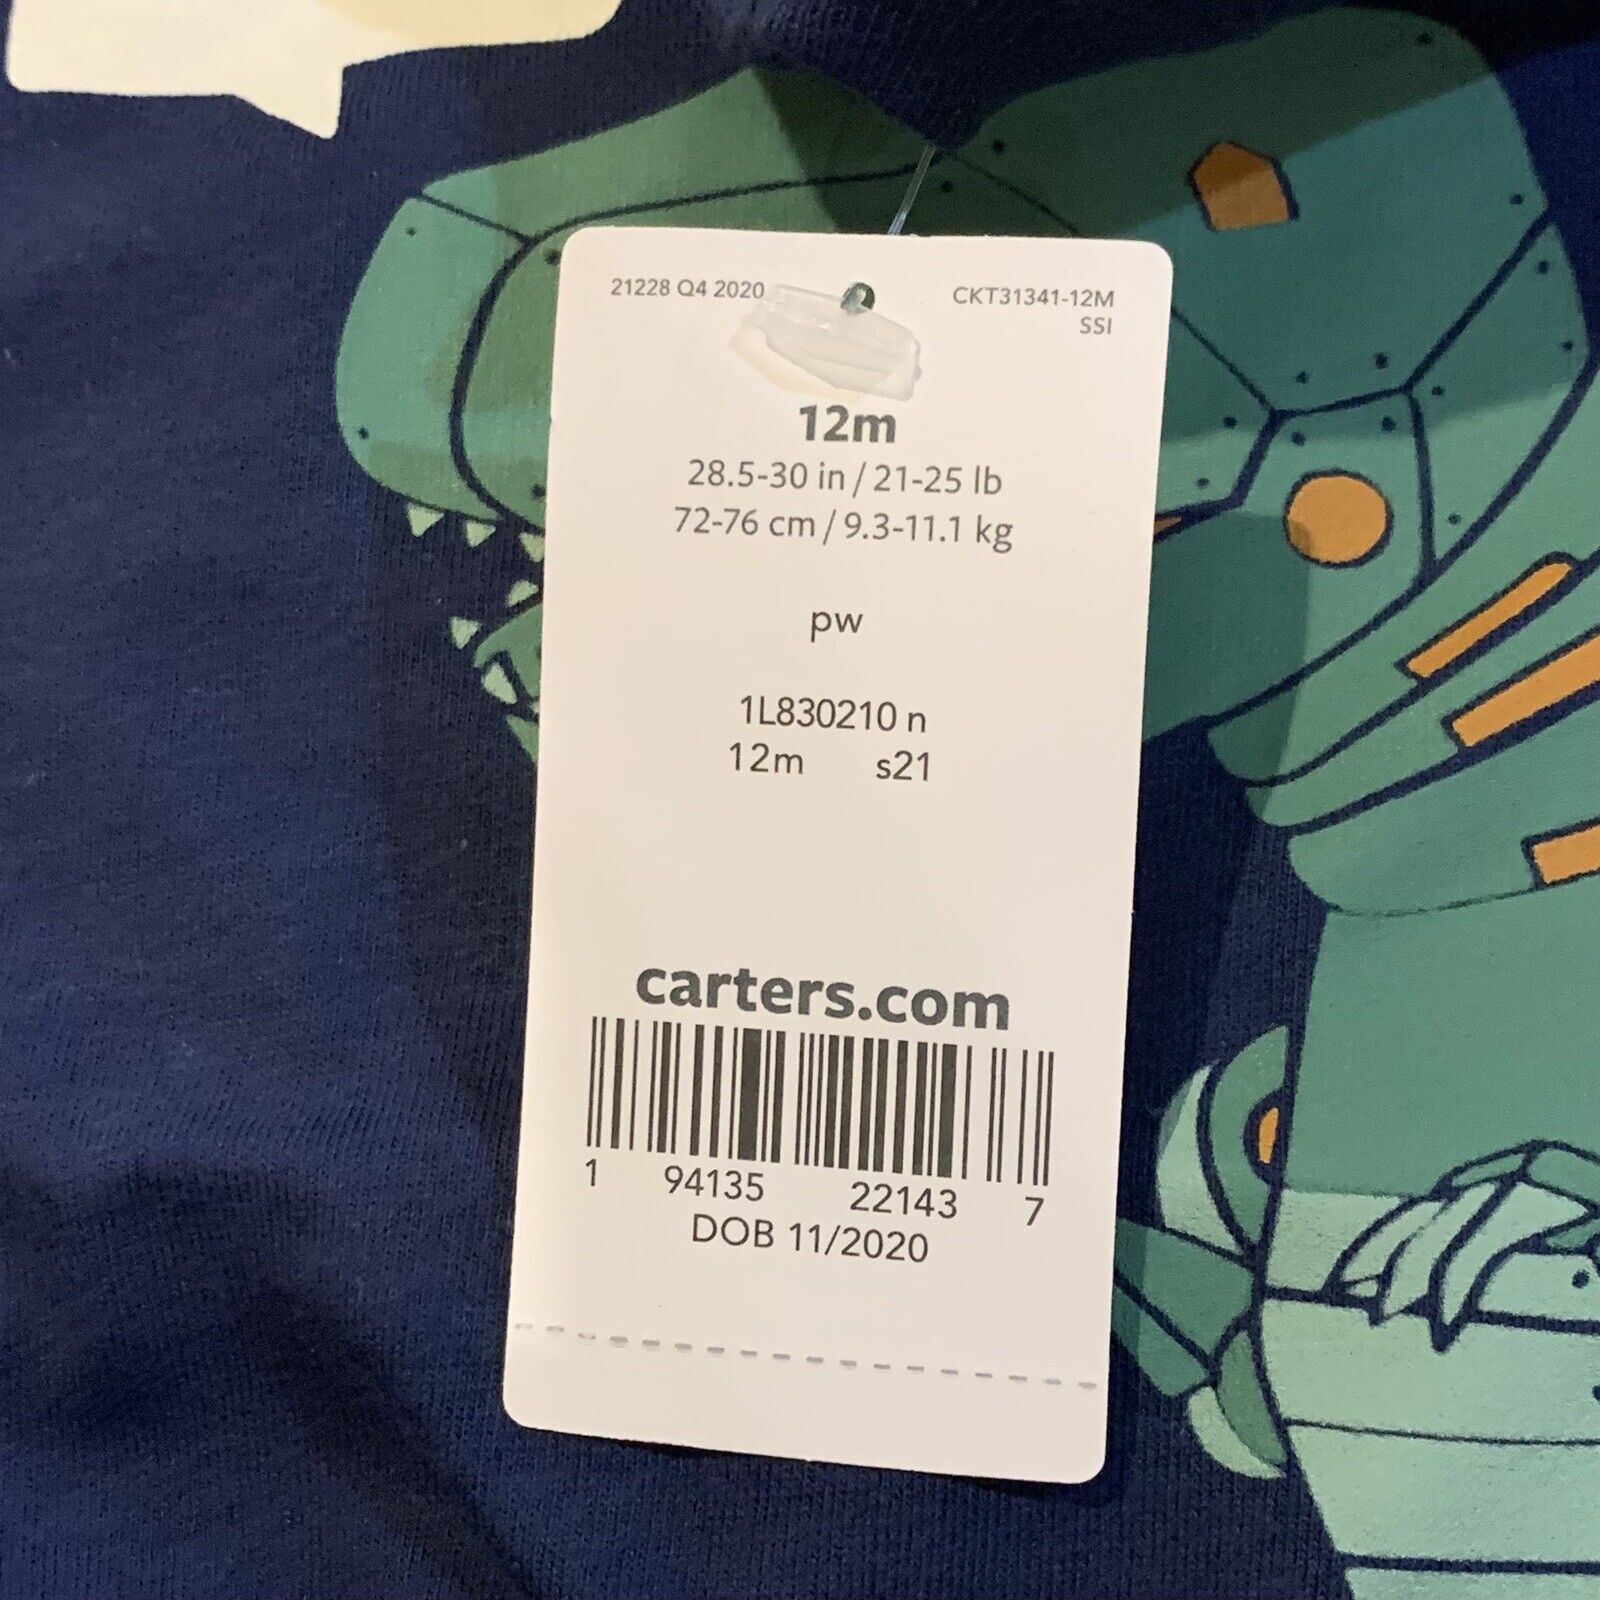 21228 Q4 2020
CKT31341-12M
SSI
12m
28.5-30 in / 21-25 lb
72-76 cm / 9.3-11.1 kg
pw
1L830210 n
12m s21
carters.com
1 94135 22143 7
DOB 11/2020